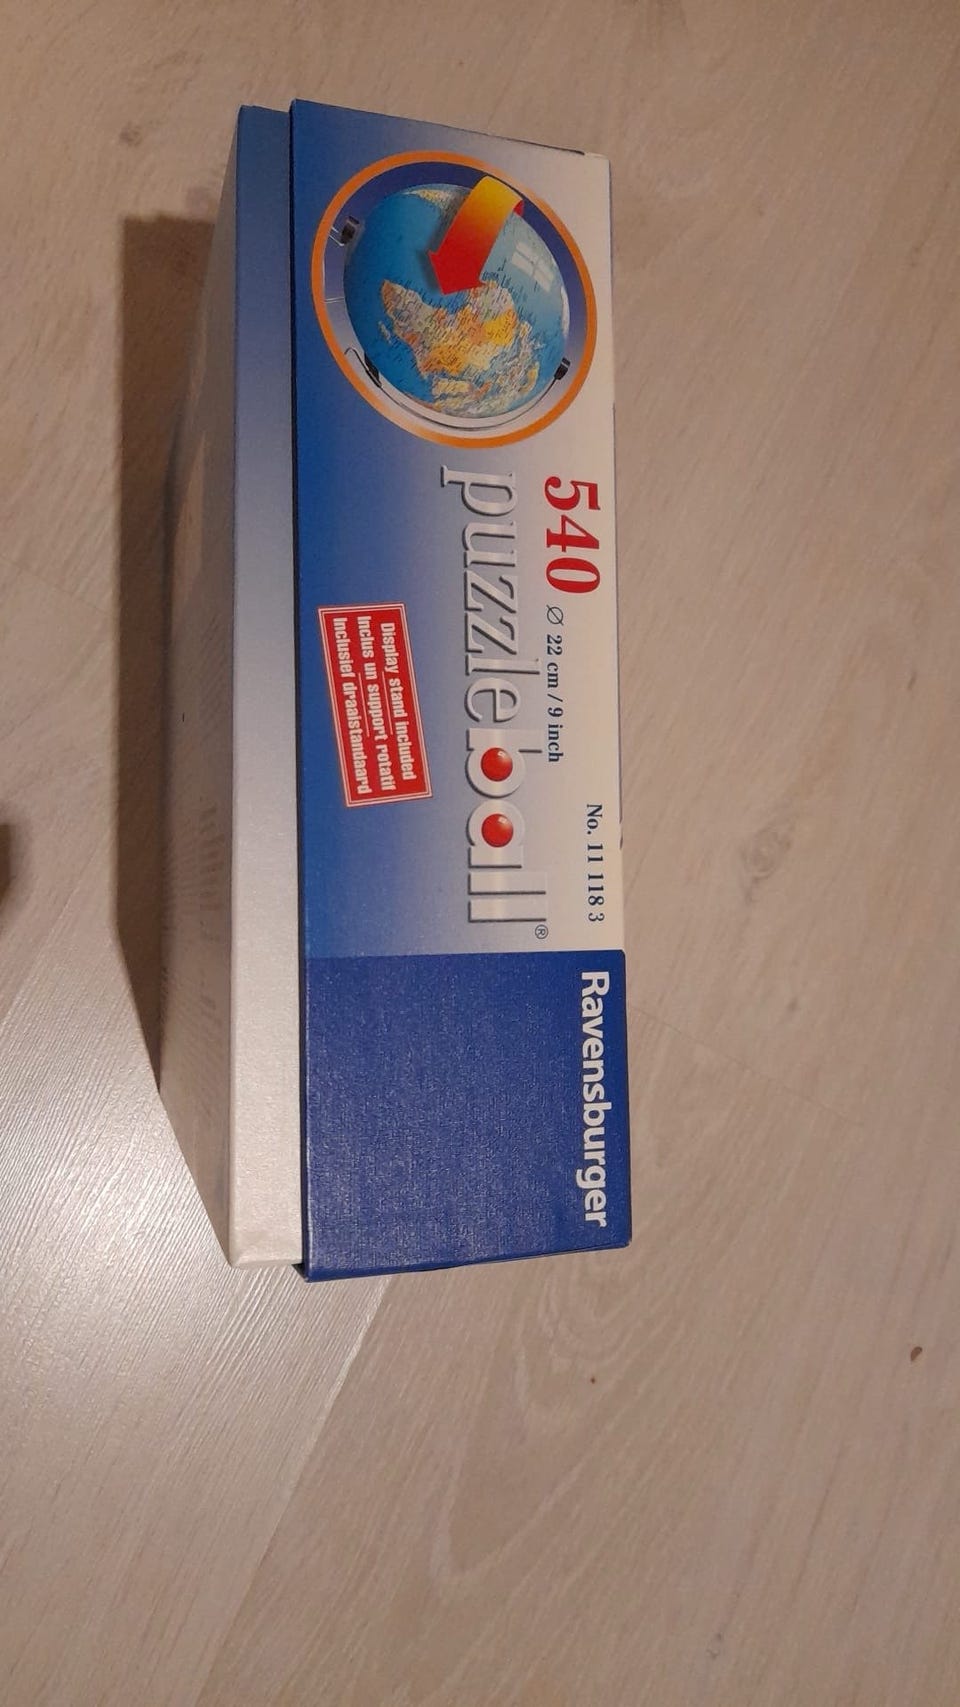 No. 11 118 3
540 Ø 22 cm / 9 inch
puzzleball®
Display stand included
Inclus un support rotatif
Inclusief draaistandaard
Ravensburger